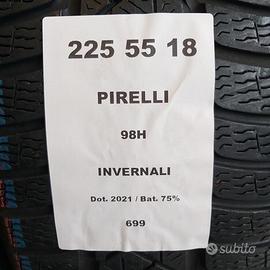 225 55 18
PIRELLI
98H
INVERNALI
Dot. 2021 / Bat. 75%
699
subito